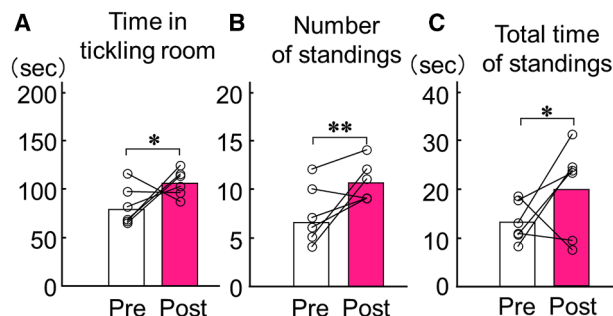 A
Time in
tickling room
(sec)
200
150
100
50
0
*
Pre Post
B
Number
of standings
20
15
10
5
0
**
Pre Post
C
Total time
of standings
(sec)
40
30
20
10
0
*
Pre Post